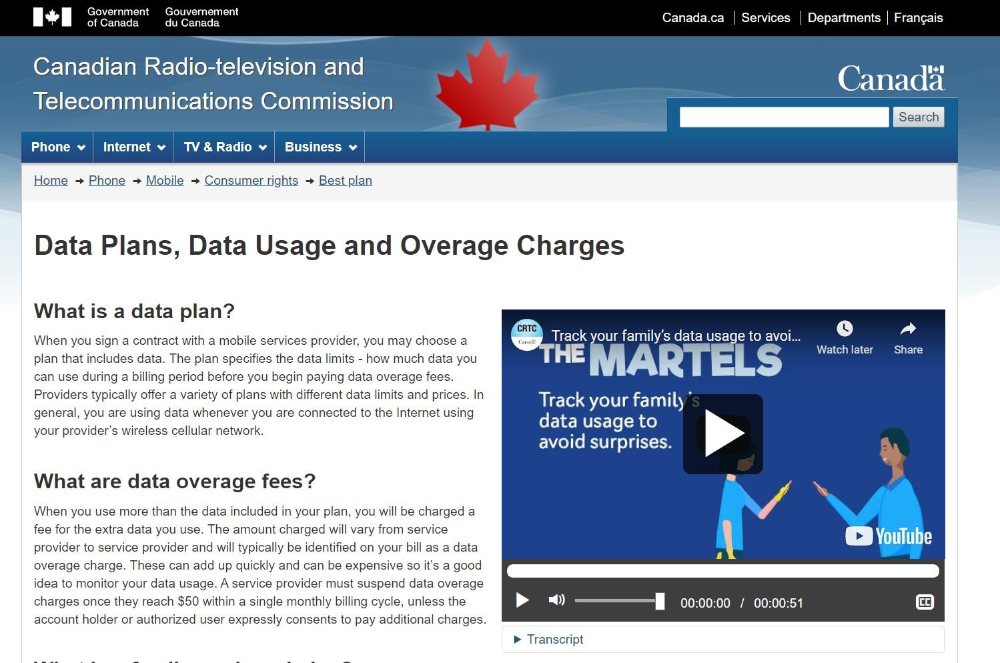 Government of Canada
Gouvernement du Canada
Canada.ca
Services
Departments
Français
Canadian Radio-television and
Telecommunications Commission
Canada
Search
Phone
Internet
TV & Radio
Business
Home ➔ Phone ➔ Mobile ➔ Consumer rights ➔ Best plan
Data Plans, Data Usage and Overage Charges
What is a data plan?
When you sign a contract with a mobile services provider, you may choose a
plan that includes data. The plan specifies the data limits - how much data you
can use during a billing period before you begin paying data overage fees.
Providers typically offer a variety of plans with different data limits and prices. In
general, you are using data whenever you are connected to the Internet using
your provider’s wireless cellular network.
What are data overage fees?
When you use more than the data included in your plan, you will be charged a
fee for the extra data you use. The amount charged will vary from service
provider to service provider and will typically be identified on your bill as a data
overage charge. These can add up quickly and can be expensive so it’s a good
idea to monitor your data usage. A service provider must suspend data overage
charges once they reach $50 within a single monthly billing cycle, unless the
account holder or authorized user expressly consents to pay additional charges.
CRTC
Canada
Track your family’s data usage to avoi...
Watch later
Share
THE MARTELS
Track your family’s
data usage to
avoid surprises.
YouTube
00:00:00 / 00:00:51
CC
Transcript